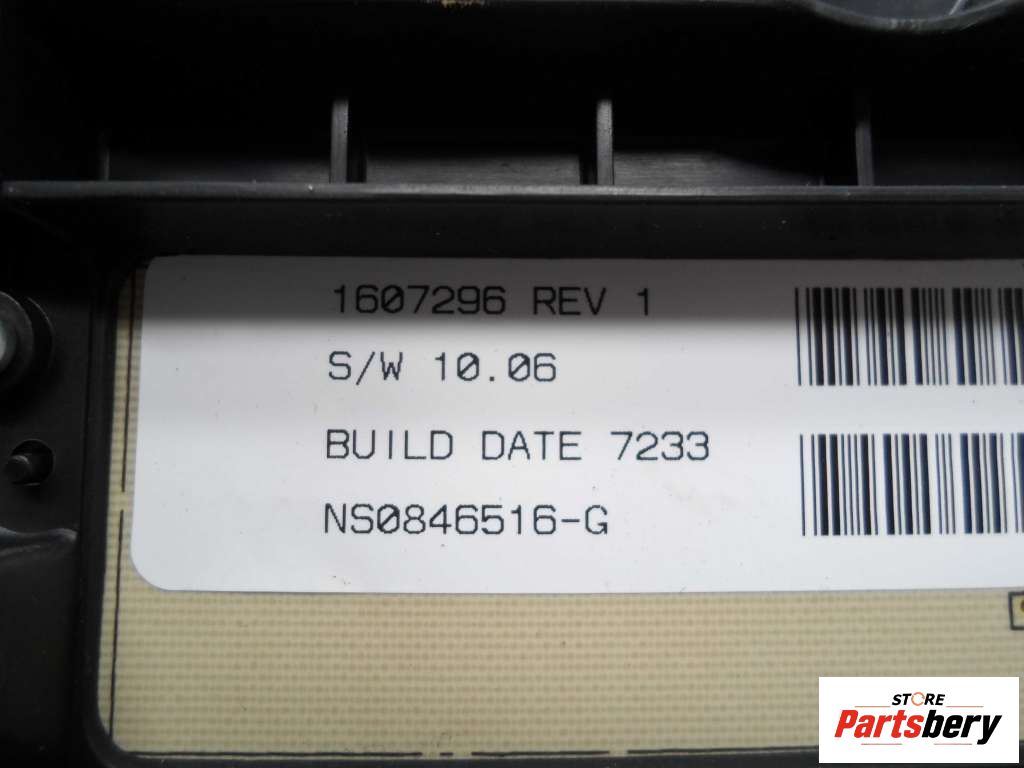 1607296 REV 1
S/W 10.06
BUILD DATE 7233
NS0846516-G
STORE
Partsbery